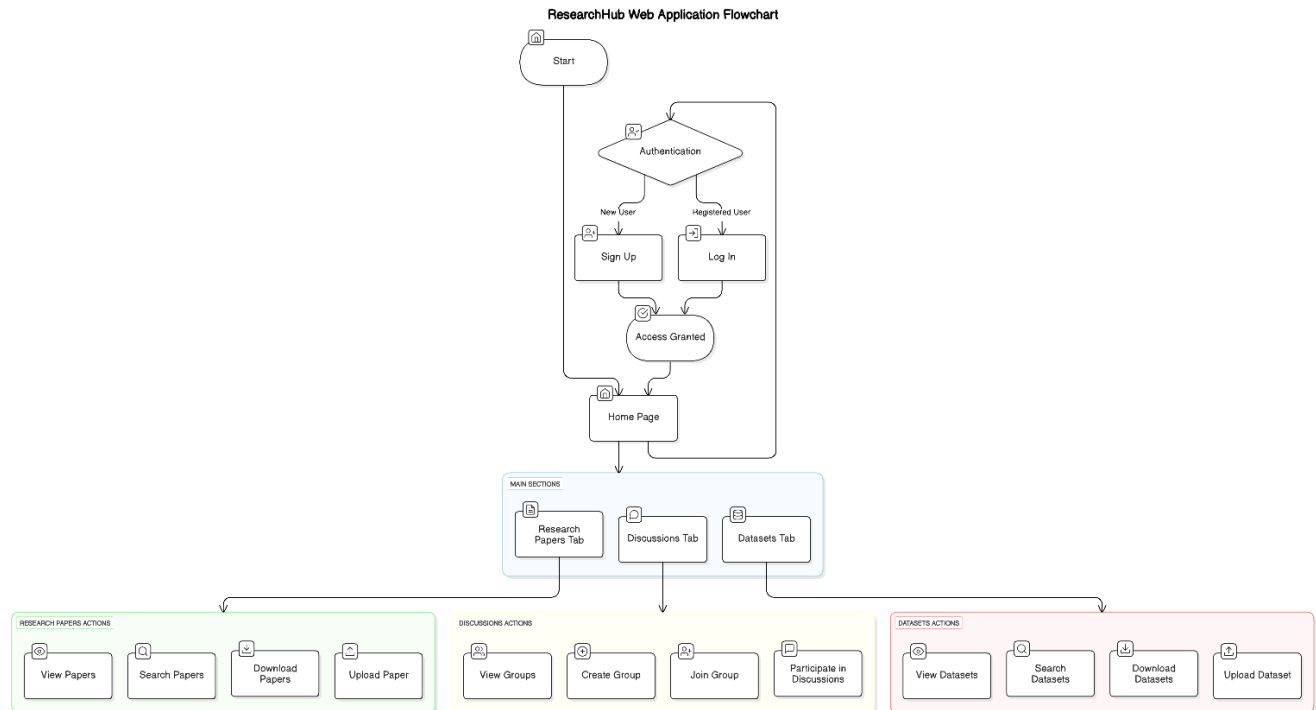 ResearchHub Web Application Flowchart
Start
Authentication
New User
Registered User
Sign Up
Log In
Access Granted
Home Page
MAIN SECTIONS
Research
Papers Tab
Discussions Tab
Datasets Tab
RESEARCH PAPERS ACTIONS
View Papers
Search Papers
Download
Papers
Upload Paper
DISCUSSIONS ACTIONS
View Groups
Create Group
Join Group
Participate in
Discussions
DATASETS ACTIONS
View Datasets
Search
Datasets
Download
Datasets
Upload Dataset